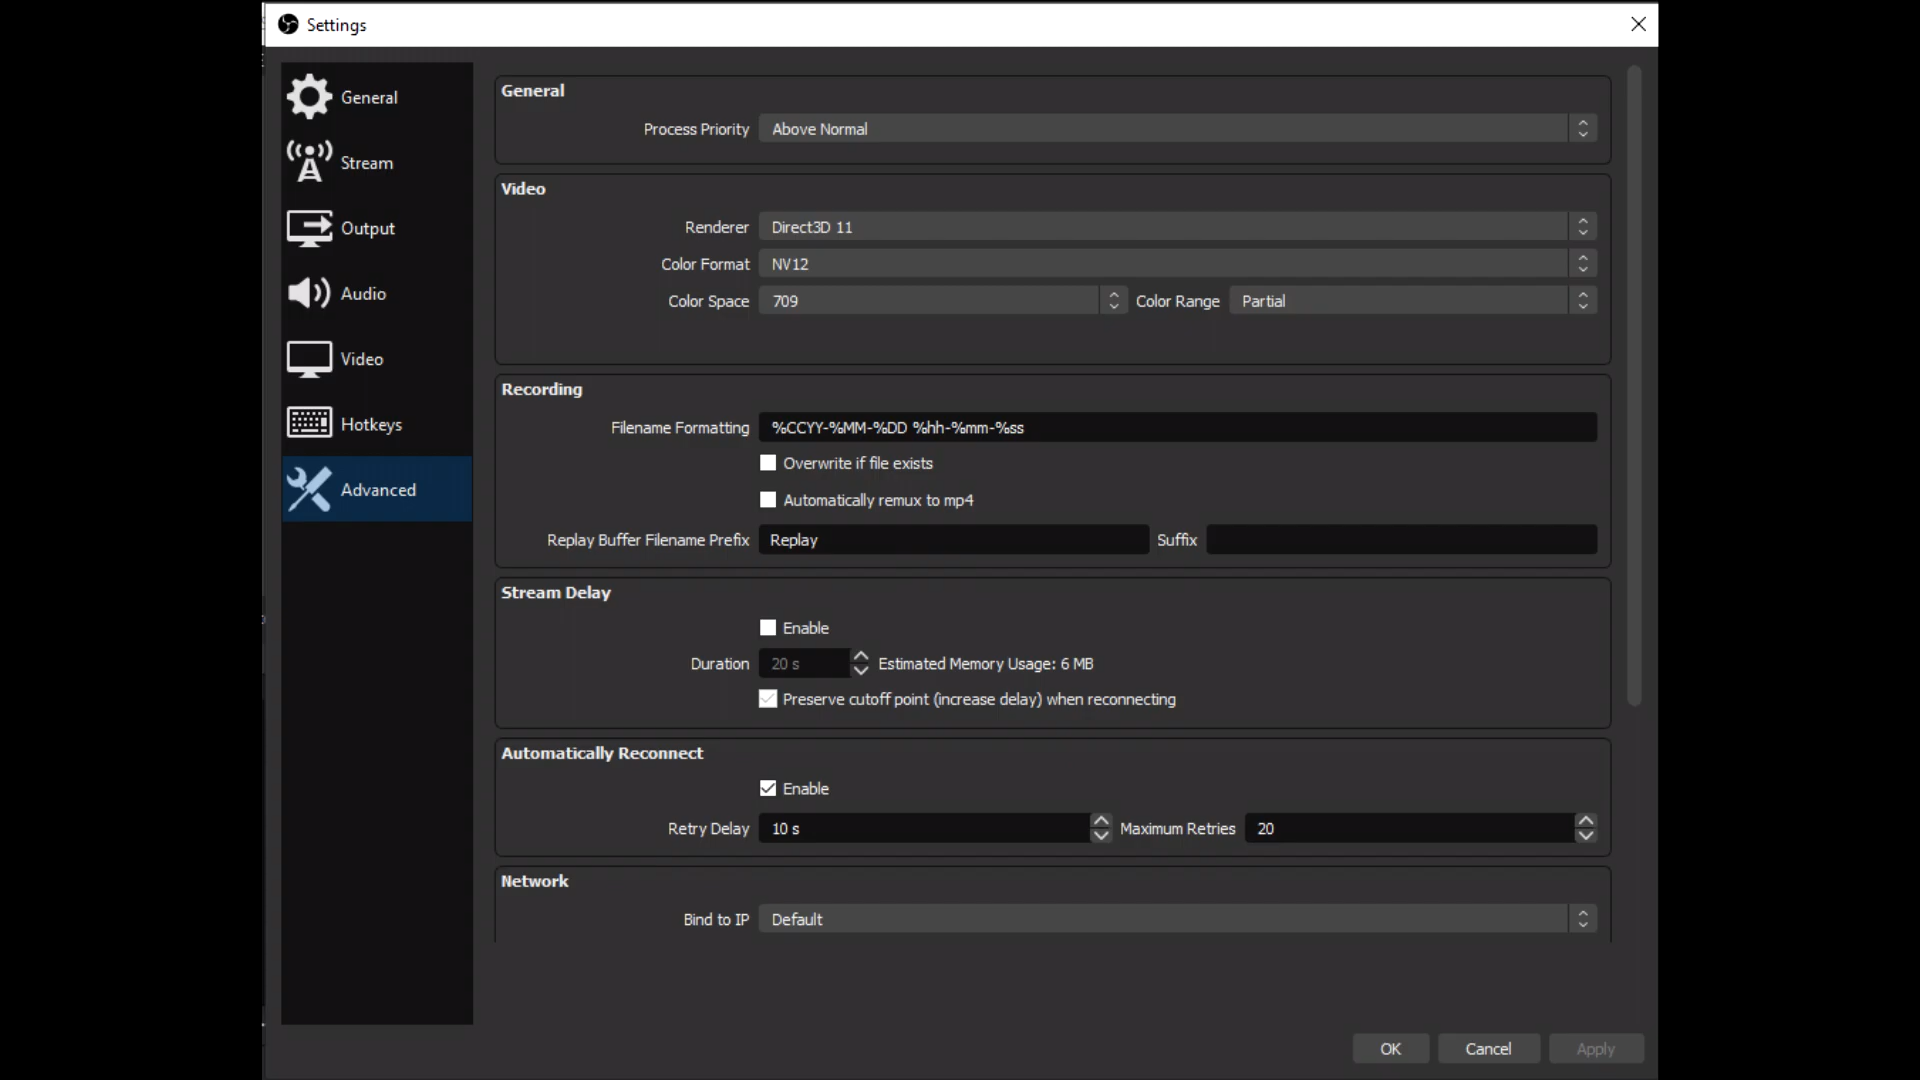 Settings
General
Stream
Output
Audio
Video
Hotkeys
Advanced
General
Process Priority Above Normal
Video
Renderer Direct3D 11
Color Format NV12
Color Space 709 Color Range Partial
Recording
Filename Formatting %CCYY-%MM-%DD %hh-%mm-%ss
Overwrite if file exists
Automatically remux to mp4
Replay Buffer Filename Prefix Replay Suffix
Stream Delay
Enable
Duration 20 s Estimated Memory Usage: 6 MB
Preserve cutoff point (increase delay) when reconnecting
Automatically Reconnect
Enable
Retry Delay 10 s Maximum Retries 20
Network
Bind to IP Default
OK Cancel Apply